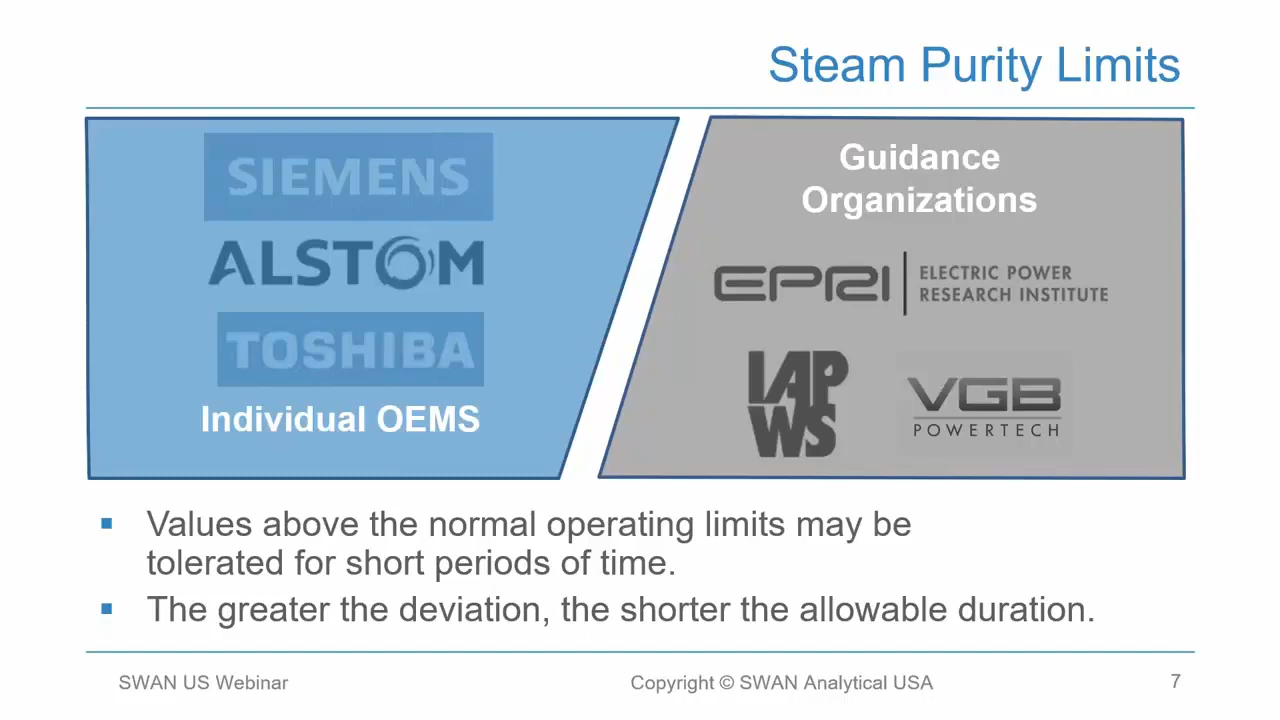 Steam Purity Limits
SIEMENS
ALSTOM
TOSHIBA
Individual OEMS
Guidance
Organizations
EPRI
ELECTRIC POWER
RESEARCH INSTITUTE
IAP
WS
VGB
POWERTECH
▪ Values above the normal operating limits may be
tolerated for short periods of time.
▪ The greater the deviation, the shorter the allowable duration.
SWAN US Webinar
Copyright © SWAN Analytical USA
7